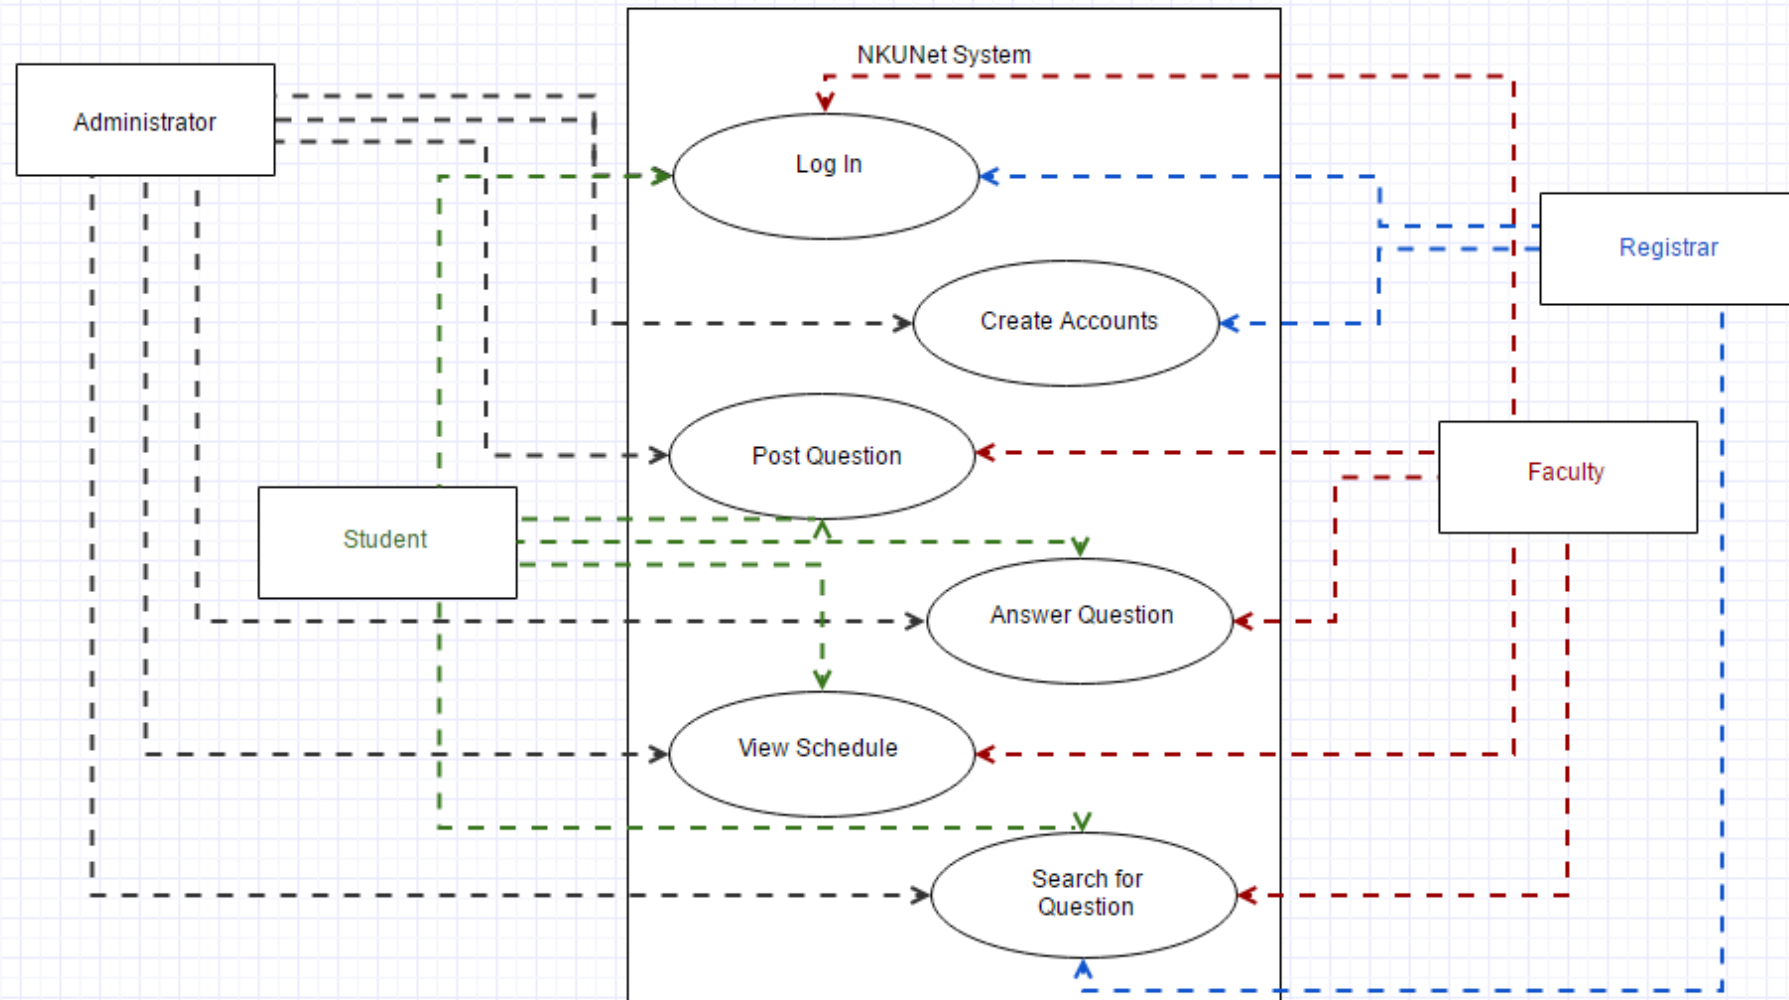 NKUNet System
Administrator
Log In
Registrar
Create Accounts
Post Question
Faculty
Student
Answer Question
View Schedule
Search for
Question